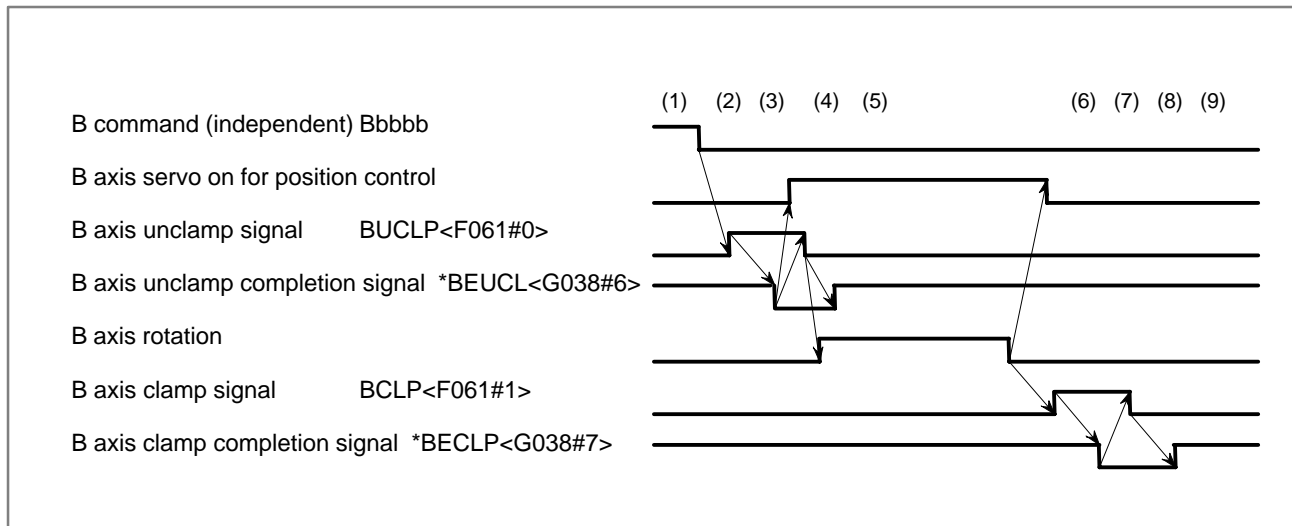 (1) (2) (3) (4) (5) (6) (7) (8) (9)
B command (independent) Bbbbb
B axis servo on for position control
B axis unclamp signal BUCLP<F061#0>
B axis unclamp completion signal *BEUCL<G038#6>
B axis rotation
B axis clamp signal BCLP<F061#1>
B axis clamp completion signal *BECLP<G038#7>